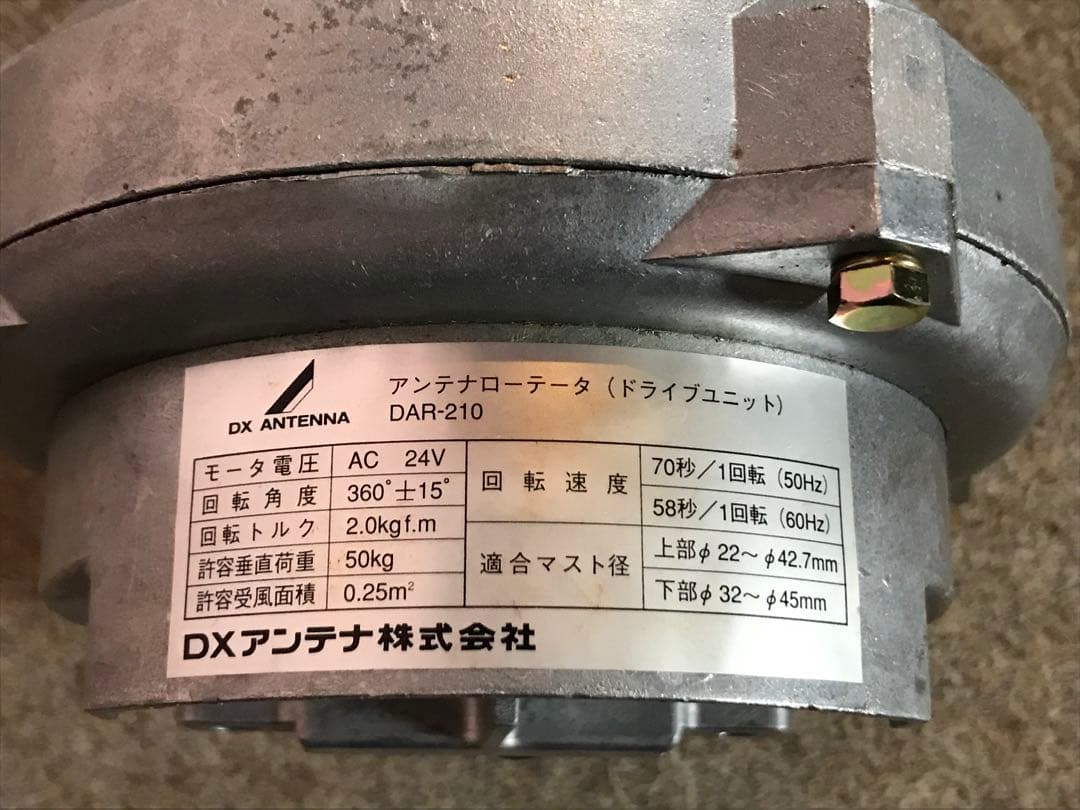 アンテナローテータ（ドライブユニット）
DX ANTENNA
DAR-210
モータ電圧 AC 24V
回転角度 360°±15°
回転トルク 2.0kgf.m
許容垂直荷重 50kg
許容受風面積 0.25m²
回転速度 70秒／1回転（50Hz）
58秒／1回転（60Hz）
適合マスト径 上部φ22～φ42.7mm
下部φ32～φ45mm
DXアンテナ株式会社